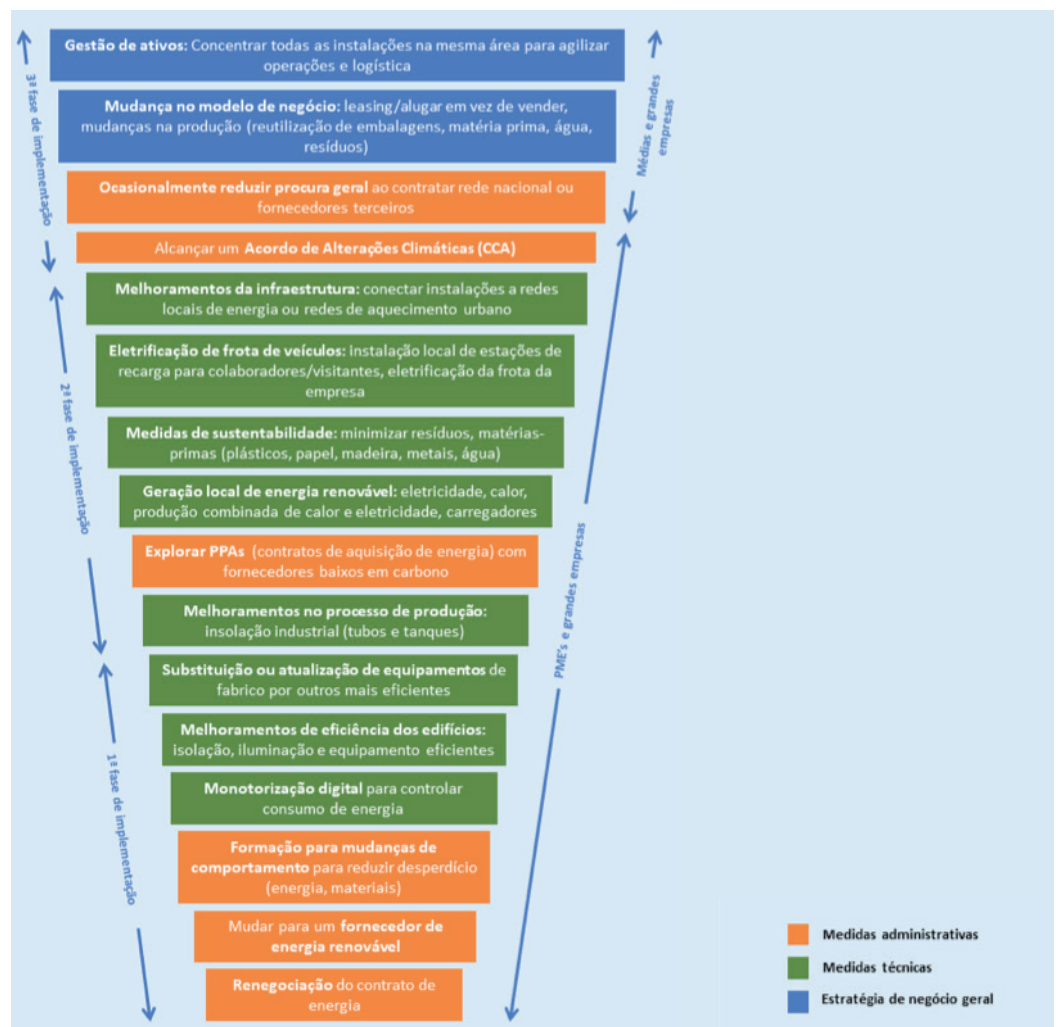 Gestão de ativos: Concentrar todas as instalações na mesma área para agilizar
operações e logística
Mudança no modelo de negócio: leasing/alugar em vez de vender,
mudanças na produção (reutilização de embalagens, matéria prima, água,
resíduos)
Ocasionalmente reduzir procura geral ao contratar rede nacional ou
fornecedores terceiros
Alcançar um Acordo de Alterações Climáticas (CCA)
Melhoramentos da infraestrutura: conectar instalações a redes
locais de energia ou redes de aquecimento urbano
Eletrificação de frota de veículos: instalação local de estações de
recarga para colaboradores/visitantes, eletrificação da frota da
empresa
Medidas de sustentabilidade: minimizar resíduos, matérias-
primas (plásticos, papel, madeira, metais, água)
Geração local de energia renovável: eletricidade, calor,
produção combinada de calor e eletricidade, carregadores
Explorar PPAs (contratos de aquisição de energia) com
fornecedores baixos em carbono
Melhoramentos no processo de produção:
insolação industrial (tubos e tanques)
Substituição ou atualização de equipamentos de
fabrico por outros mais eficientes
Melhoramentos de eficiência dos edifícios:
isolação, iluminação e equipamento eficientes
Monotorização digital para controlar
consumo de energia
Formação para mudanças de
comportamento para reduzir desperdício
(energia, materiais)
Mudar para um fornecedor de
energia renovável
Renegociação do contrato de
energia
3ª fase de implementação
2ª fase de implementação
1ª fase de implementação
Médias e grandes
empresas
PME's e grandes empresas
Medidas administrativas
Medidas técnicas
Estratégia de negócio geral